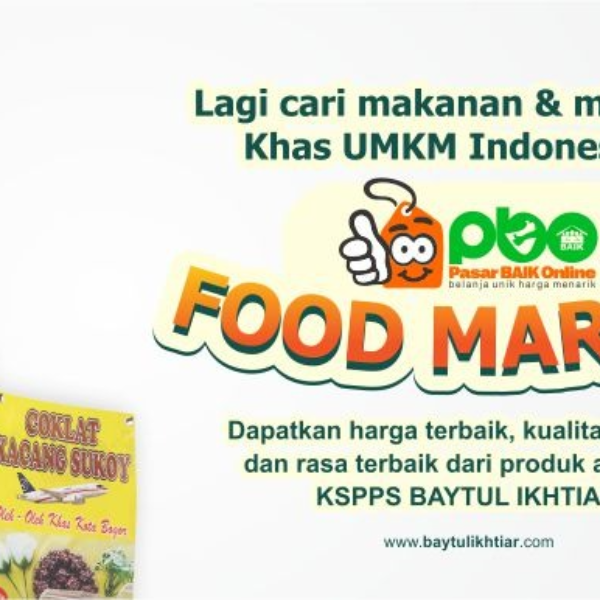 Lagi cari makanan & m
Khas UMKM Indones
pbo
BAIK
Pasar BAIK Online
belanja unik harga menarik
FOOD MAR
Dapatkan harga terbaik, kualita
dan rasa terbaik dari produk a
KSPPS BAYTUL IKHTIA
www.baytulikhtiar.com
COKLAT
KACANG SUKOY
Oleh - Oleh Khas Kota Bogor